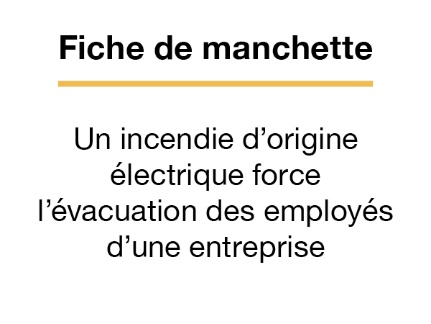 Fiche de manchette
Un incendie d’origine
électrique force
l’évacuation des employés
d’une entreprise